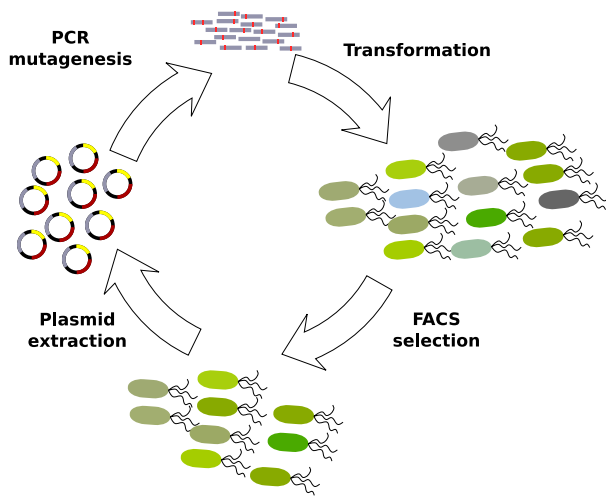 PCR
mutagenesis
Transformation
FACS
selection
Plasmid
extraction